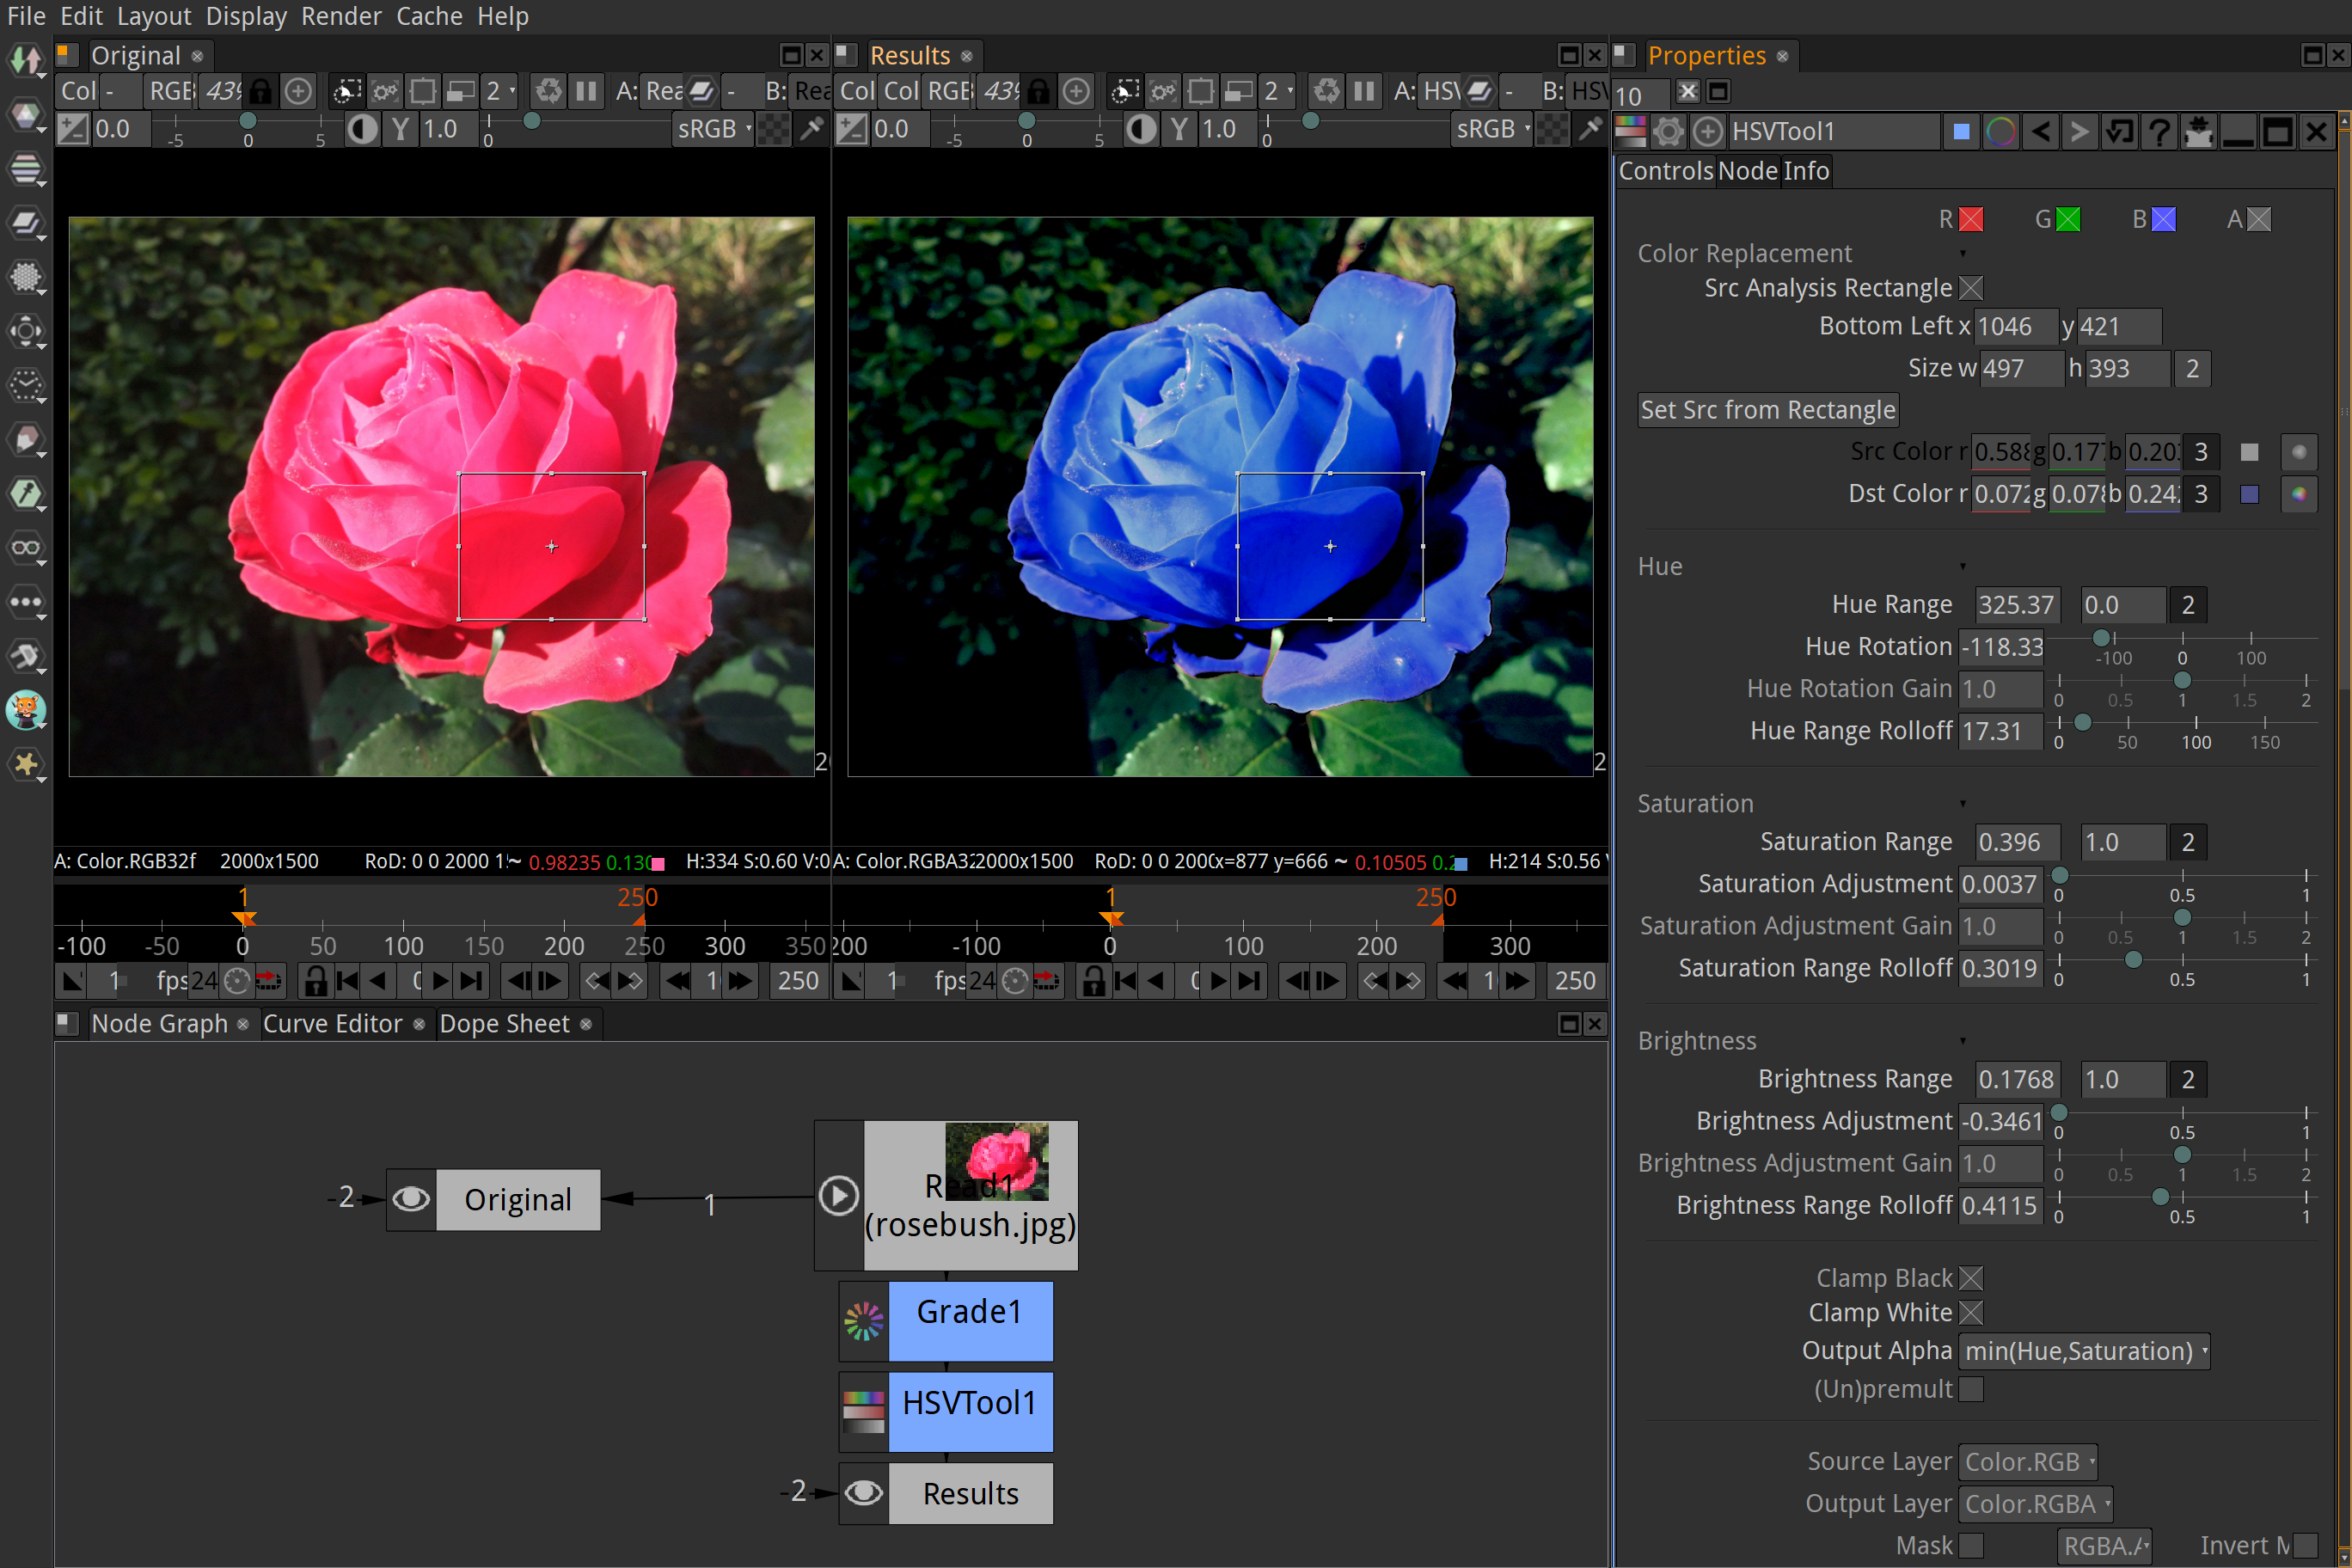 File Edit Layout Display Render Cache Help
Original
Col - RGB 43% 2 A: Rea - B: Rea
0.0 -5 0 5 Y 1.0 0 sRGB
A: Color.RGB32f 2000x1500 RoD: 0 0 2000 1 ~ 0.98235 0.130 H:334 S:0.60 V:0
1 250
-100 -50 0 50 100 150 200 250 300 350
1 fps 24 0 1 250
Results
Col Col RGB 43% 2 A: HSV - B: HSV
0.0 -5 0 5 Y 1.0 0 sRGB
A: Color.RGBA32 2000x1500 RoD: 0 0 200 x=877 y=666 ~ 0.10505 0.2 H:214 S:0.56 V
1 250
200 -100 0 100 200 300
1 fps 24 0 1 250
Node Graph Curve Editor Dope Sheet
-2 Original 1 Read1
(rosebush.jpg)
Grade1
HSVTool1
-2 Results
Properties
10
HSVTool1
Controls Node Info
R G B A
Color Replacement
Src Analysis Rectangle
Bottom Left x 1046 y 421
Size w 497 h 393 2
Set Src from Rectangle
Src Color r 0.588 g 0.177 b 0.203 3
Dst Color r 0.072 g 0.078 b 0.242 3
Hue
Hue Range 325.37 0.0 2
Hue Rotation -118.33 -100 0 100
Hue Rotation Gain 1.0 0 0.5 1 1.5 2
Hue Range Rolloff 17.31 0 50 100 150
Saturation
Saturation Range 0.396 1.0 2
Saturation Adjustment 0.0037 0 0.5 1
Saturation Adjustment Gain 1.0 0 0.5 1 1.5 2
Saturation Range Rolloff 0.3019 0 0.5 1
Brightness
Brightness Range 0.1768 1.0 2
Brightness Adjustment -0.3461 0 0.5 1
Brightness Adjustment Gain 1.0 0 0.5 1 1.5 2
Brightness Range Rolloff 0.4115 0 0.5 1
Clamp Black
Clamp White
Output Alpha min(Hue,Saturation)
(Un)premult
Source Layer Color.RGB
Output Layer Color.RGBA
Mask RGBA.A Invert M